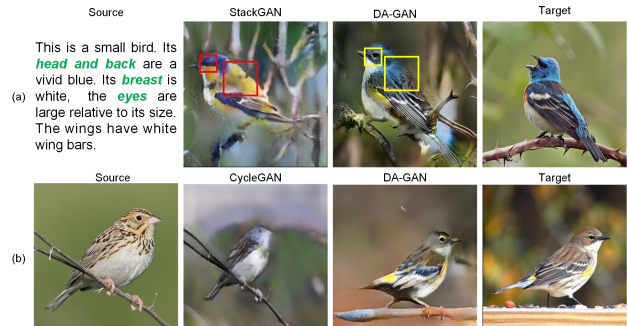 Source StackGAN DA-GAN Target
This is a small bird. Its
head and back are a
vivid blue. Its breast is
(a) white, the eyes are
large relative to its size.
The wings have white
wing bars.
Source CycleGAN DA-GAN Target
(b)